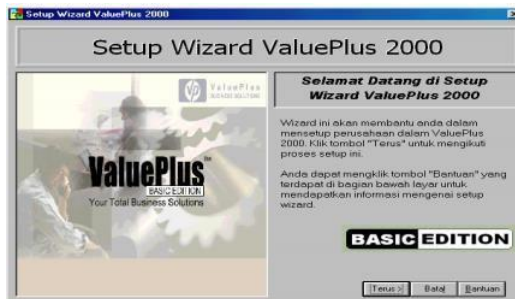 Setup Wizard ValuePlus 2000
Setup Wizard ValuePlus 2000
ValuePlus
ValuePlus™
BASIC EDITION
Your Total Business Solutions
Selamat Datang di Setup
Wizard ValuePlus 2000
Wizard ini akan membantu anda dalam
mensetup perusahaan dalam ValuePlus
2000. Klik tombol "Terus" untuk mengikuti
proses setup ini.
Anda dapat mengklik tombol "Bantuan" yang
terdapat di bagian bawah layar untuk
mendapatkan informasi mengenai setup
wizard.
BASIC EDITION
Terus > Batal Bantuan